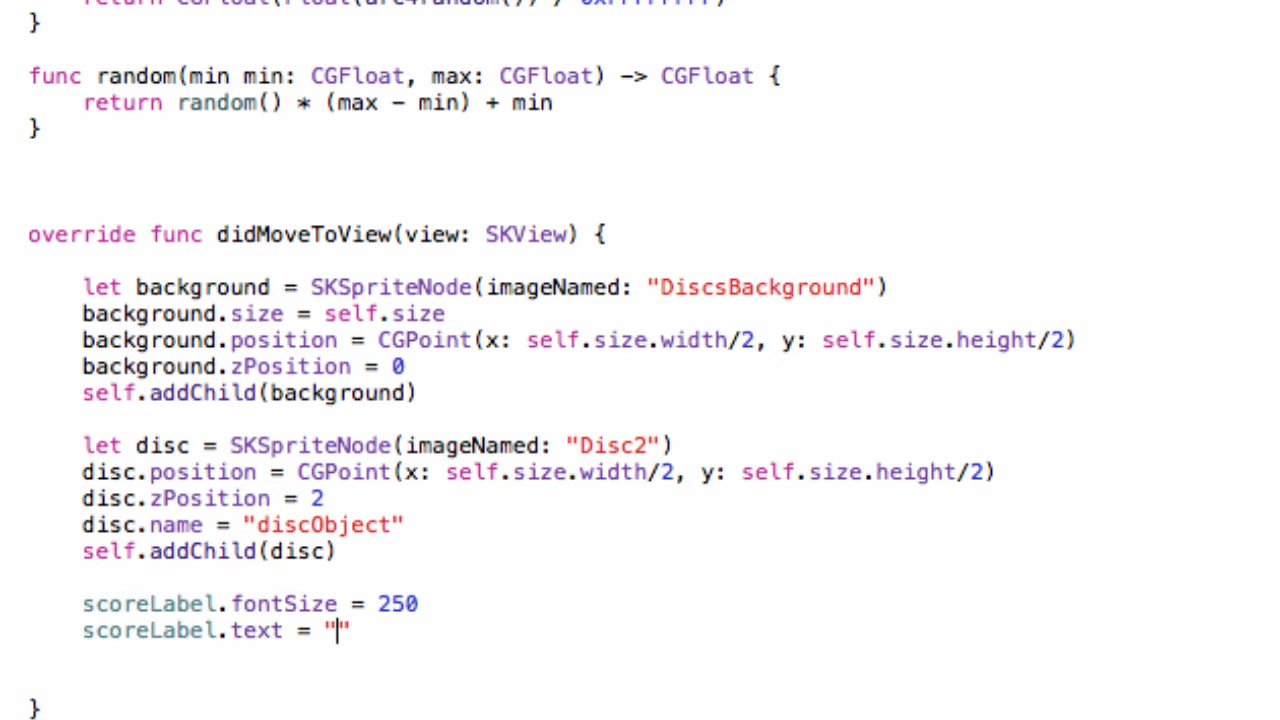 }
func random(min min: CGFloat, max: CGFloat) -> CGFloat {
    return random() * (max - min) + min
}
override func didMoveToView(view: SKView) {
    let background = SKSpriteNode(imageNamed: "DiscsBackground")
    background.size = self.size
    background.position = CGPoint(x: self.size.width/2, y: self.size.height/2)
    background.zPosition = 0
    self.addChild(background)
    let disc = SKSpriteNode(imageNamed: "Disc2")
    disc.position = CGPoint(x: self.size.width/2, y: self.size.height/2)
    disc.zPosition = 2
    disc.name = "discObject"
    self.addChild(disc)
    scoreLabel.fontSize = 250
    scoreLabel.text = ""
}